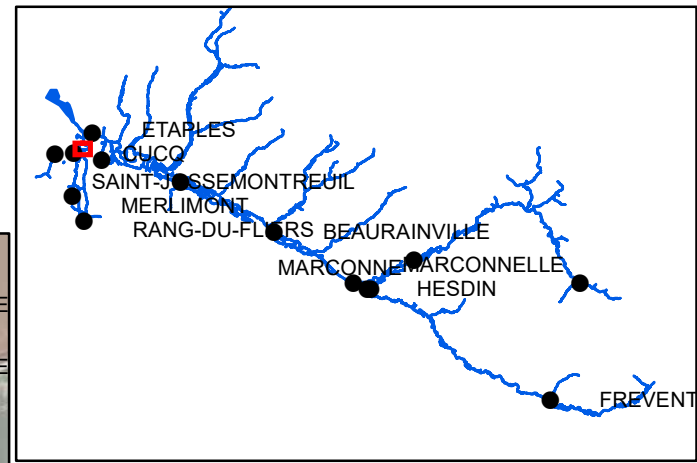 ETAPLES
CUCQ
SAINT-JOSSE
MONTREUIL
MERLIMONT
RANG-DU-FLIERS
BEAURAINVILLE
MARCONNE
MARCONNELLE
HESDIN
FREVENT
E
E